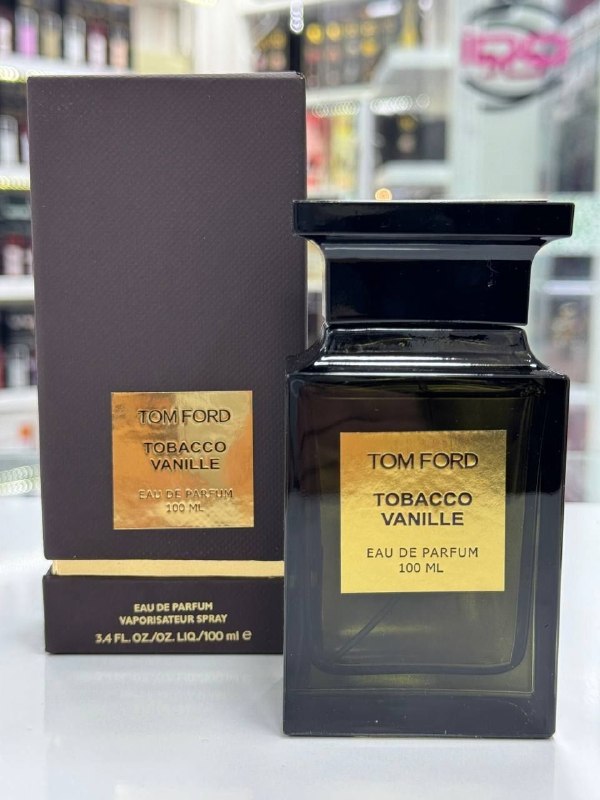 TOM FORD
TOBACCO
VANILLE
EAU DE PARFUM
100 ML
EAU DE PARFUM
VAPORISATEUR SPRAY
3.4 FL. OZ./OZ. LIQ./100 ml e
TOM FORD
TOBACCO
VANILLE
EAU DE PARFUM
100 ML